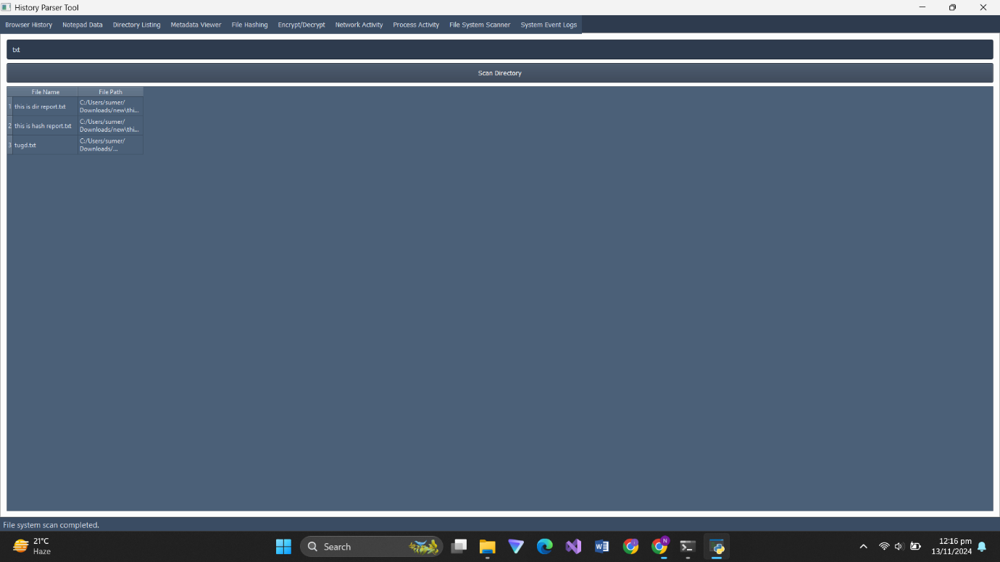 History Parser Tool
Browser History Notepad Data Directory Listing Metadata Viewer File Hashing Encrypt/Decrypt Network Activity Process Activity File System Scanner System Event Logs
txt
Scan Directory
File Name File Path
1 this is dir report.txt C:/Users/sumer/
Downloads/new\thi...
2 this is hash report.txt C:/Users/sumer/
Downloads/new\thi...
3 tugd.txt C:/Users/sumer/
Downloads/...
File system scan completed.
21°C
Haze
Search
N
12:16 pm
13/11/2024